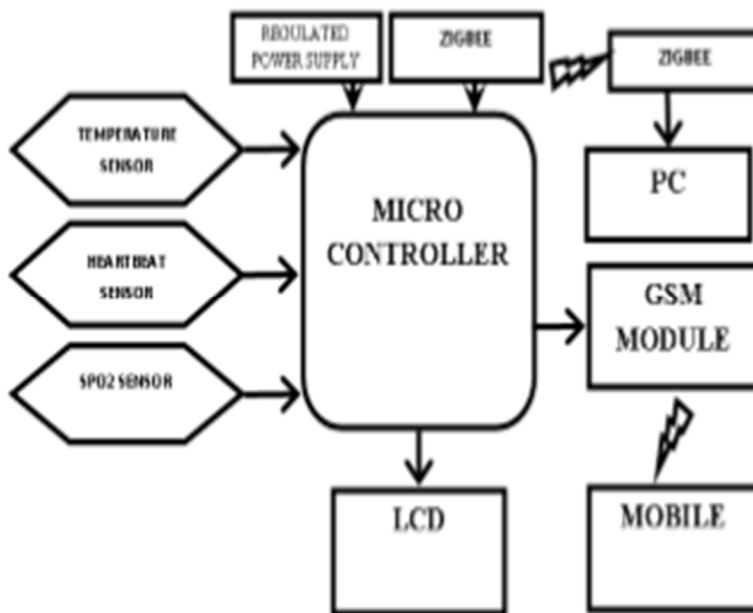 REGULATED
POWER SUPPLY
ZIGBEE
ZIGBEE
TEMPERATURE
SENSOR
PC
MICRO
CONTROLLER
HEARTBEAT
SENSOR
GSM
MODULE
SPO2 SENSOR
LCD
MOBILE